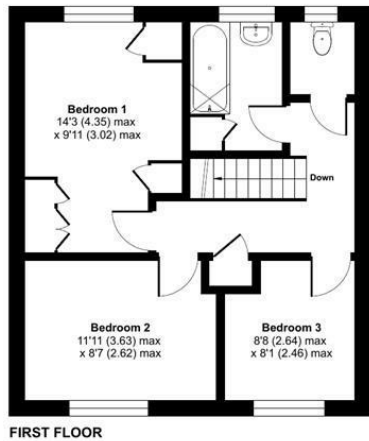 Bedroom 1
14'3 (4.35) max
x 9'11 (3.02) max
Down
Bedroom 2
11'11 (3.63) max
x 8'7 (2.62) max
Bedroom 3
8'8 (2.64) max
x 8'1 (2.46) max
FIRST FLOOR